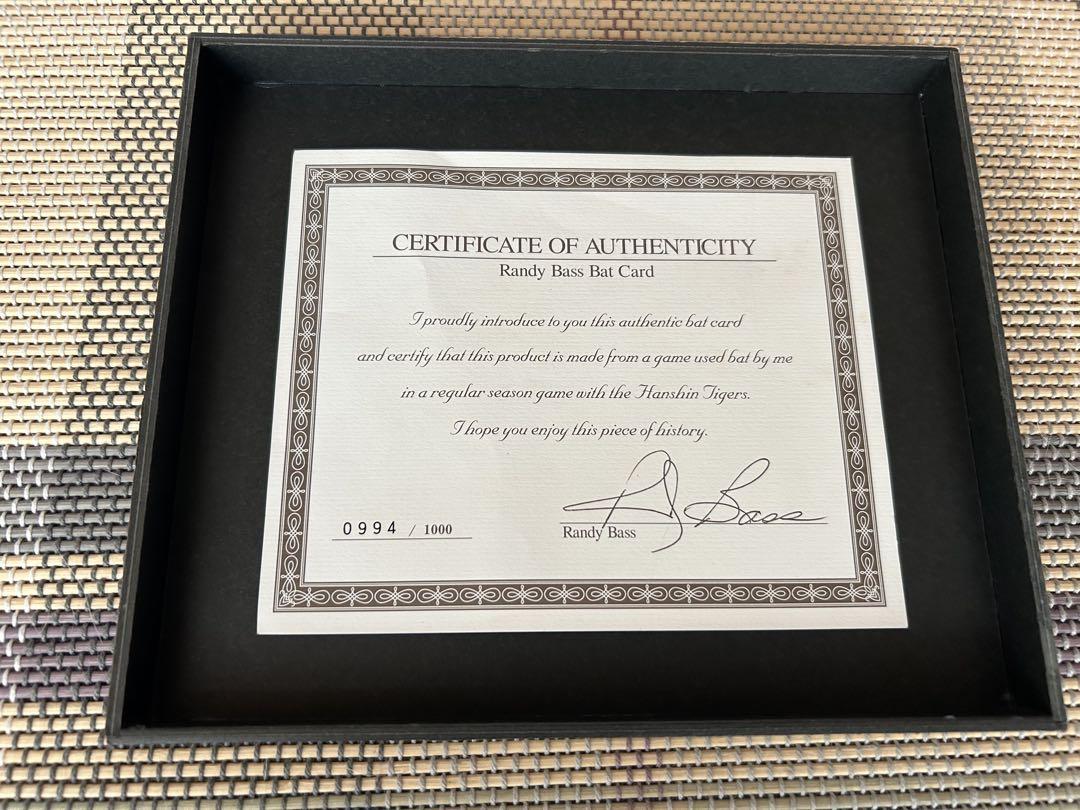 CERTIFICATE OF AUTHENTICITY
Randy Bass Bat Card
I proudly introduce to you this authentic bat card
and certify that this product is made from a game used bat by me
in a regular season game with the Hanshin Tigers.
I hope you enjoy this piece of history.
Bass
0994 / 1000
Randy Bass